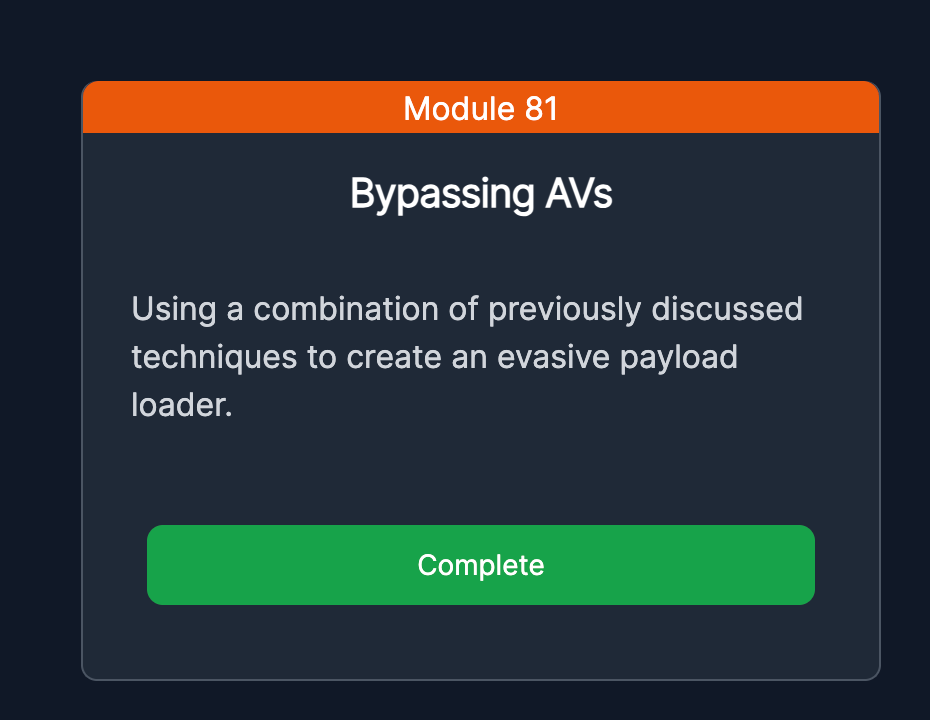 Module 81
Bypassing AVs
Using a combination of previously discussed
techniques to create an evasive payload
loader.
Complete